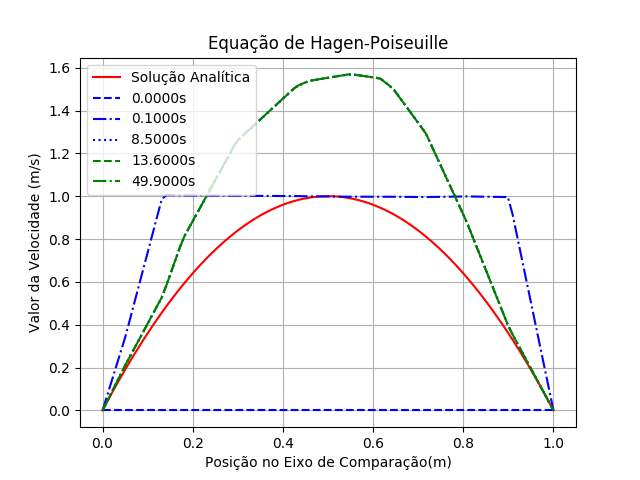 Equação de Hagen-Poiseuille
Solução Analítica
0.0000s
0.1000s
8.5000s
13.6000s
49.9000s
1.6
1.4
1.2
1.0
0.8
0.6
0.4
0.2
0.0
Valor da Velocidade (m/s)
0.0 0.2 0.4 0.6 0.8 1.0
Posição no Eixo de Comparação(m)